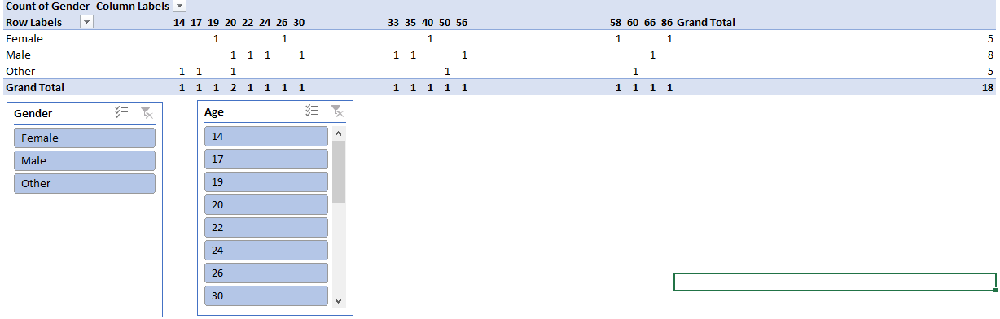 Count of Gender Column Labels
Row Labels 14 17 19 20 22 24 26 30 33 35 40 50 56 58 60 66 86 Grand Total
Female 1 1 1 1 1 5
Male 1 1 1 1 1 1 1 1 8
Other 1 1 1 1 1 5
Grand Total 1 1 1 2 1 1 1 1 1 1 1 1 1 1 1 1 1 18
Gender
Female
Male
Other
Age
14
17
19
20
22
24
26
30